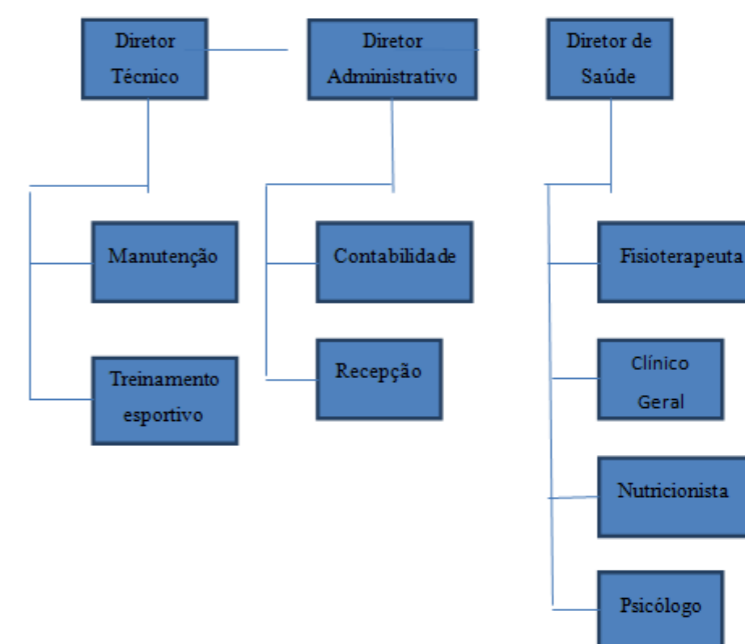 Diretor
Técnico
Diretor
Administrativo
Diretor de
Saúde
Manutenção
Treinamento
esportivo
Contabilidade
Recepção
Fisioterapeuta
Clínico
Geral
Nutricionista
Psicólogo